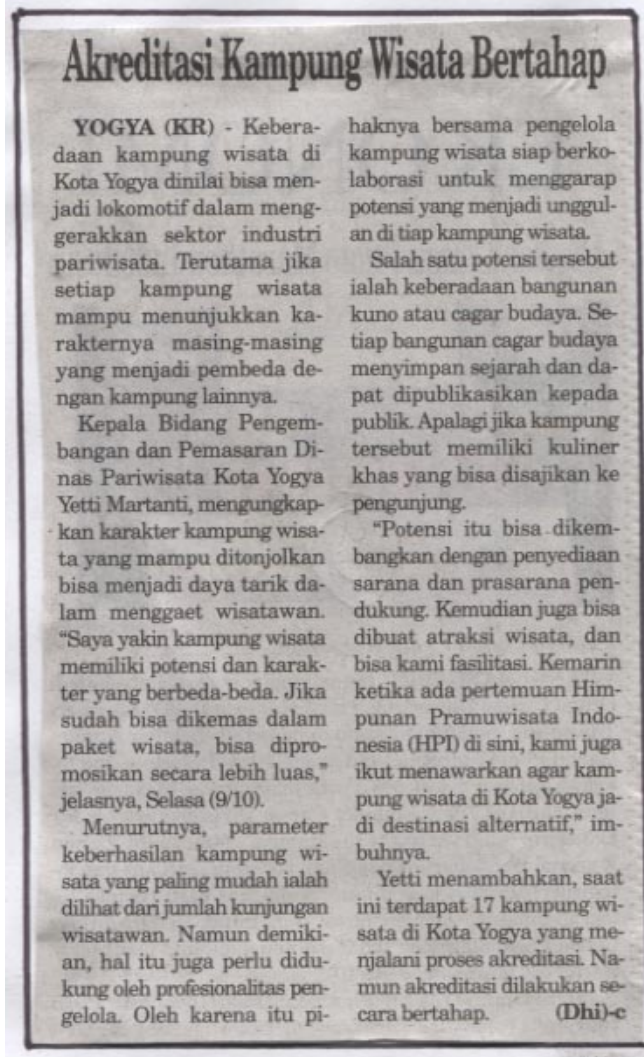 Akreditasi Kampung Wisata Bertahap
YOGYA (KR) - Kebera-
daan kampung wisata di
Kota Yogya dinilai bisa men-
jadi lokomotif dalam meng-
gerakkan sektor industri
pariwisata. Terutama jika
setiap kampung wisata
mampu menunjukkan ka-
rakternya masing-masing
yang menjadi pembeda de-
ngan kampung lainnya.
Kepala Bidang Pengem-
bangan dan Pemasaran Di-
nas Pariwisata Kota Yogya
Yetti Martanti, mengungkap-
kan karakter kampung wisa-
ta yang mampu ditonjolkan
bisa menjadi daya tarik da-
lam menggaet wisatawan.
“Saya yakin kampung wisata
memiliki potensi dan karak-
ter yang berbeda-beda. Jika
sudah bisa dikemas dalam
paket wisata, bisa dipro-
mosikan secara lebih luas,”
jelasnya, Selasa (9/10).
Menurutnya, parameter
keberhasilan kampung wi-
sata yang paling mudah ialah
dilihat dari jumlah kunjungan
wisatawan. Namun demiki-
an, hal itu juga perlu didu-
kung oleh profesionalitas pen-
gelola. Oleh karena itu pi-
haknya bersama pengelola
kampung wisata siap berko-
laborasi untuk menggarap
potensi yang menjadi unggul-
an di tiap kampung wisata.
Salah satu potensi tersebut
ialah keberadaan bangunan
kuno atau cagar budaya. Se-
tiap bangunan cagar budaya
menyimpan sejarah dan da-
pat dipublikasikan kepada
publik. Apalagi jika kampung
tersebut memiliki kuliner
khas yang bisa disajikan ke
pengunjung.
“Potensi itu bisa dikem-
bangkan dengan penyediaan
sarana dan prasarana pen-
dukung. Kemudian juga bisa
dibuat atraksi wisata, dan
bisa kami fasilitasi. Kemarin
ketika ada pertemuan Him-
punan Pramuwisata Indo-
nesia (HPI) di sini, kami juga
ikut menawarkan agar kam-
pung wisata di Kota Yogya ja-
di destinasi alternatif,” im-
buhnya.
Yetti menambahkan, saat
ini terdapat 17 kampung wi-
sata di Kota Yogya yang me-
njalani proses akreditasi. Na-
mun akreditasi dilakukan se-
cara bertahap. (Dhi)-c